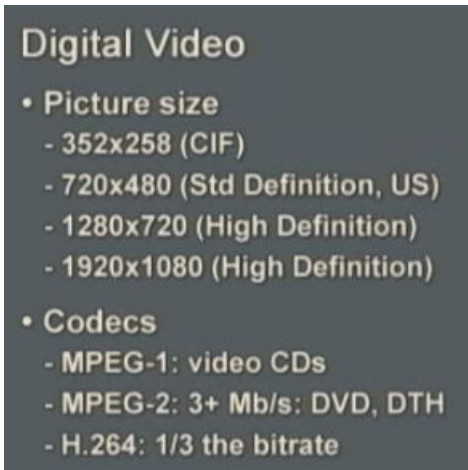 Digital Video
• Picture size
- 352x258 (CIF)
- 720x480 (Std Definition, US)
- 1280x720 (High Definition)
- 1920x1080 (High Definition)
• Codecs
- MPEG-1: video CDs
- MPEG-2: 3+ Mb/s: DVD, DTH
- H.264: 1/3 the bitrate